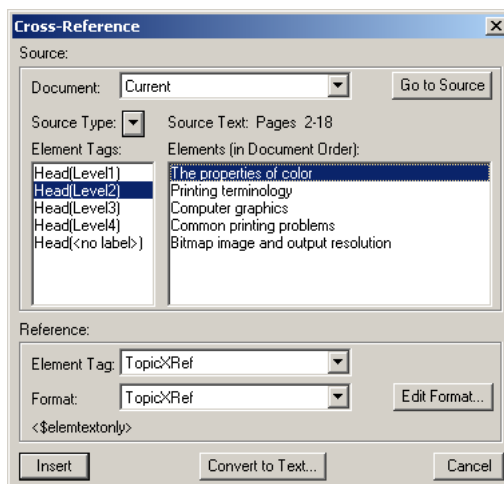 Cross-Reference
Source:
Document: Current Go to Source
Source Type: Source Text: Pages 2-18
Element Tags: Elements (in Document Order):
Head(Level1) The properties of color
Head(Level2) Printing terminology
Head(Level3) Computer graphics
Head(Level4) Common printing problems
Head(<no label>) Bitmap image and output resolution
Reference:
Element Tag: TopicXRef
Format: TopicXRef Edit Format...
<$elemtextonly>
Insert Convert to Text... Cancel